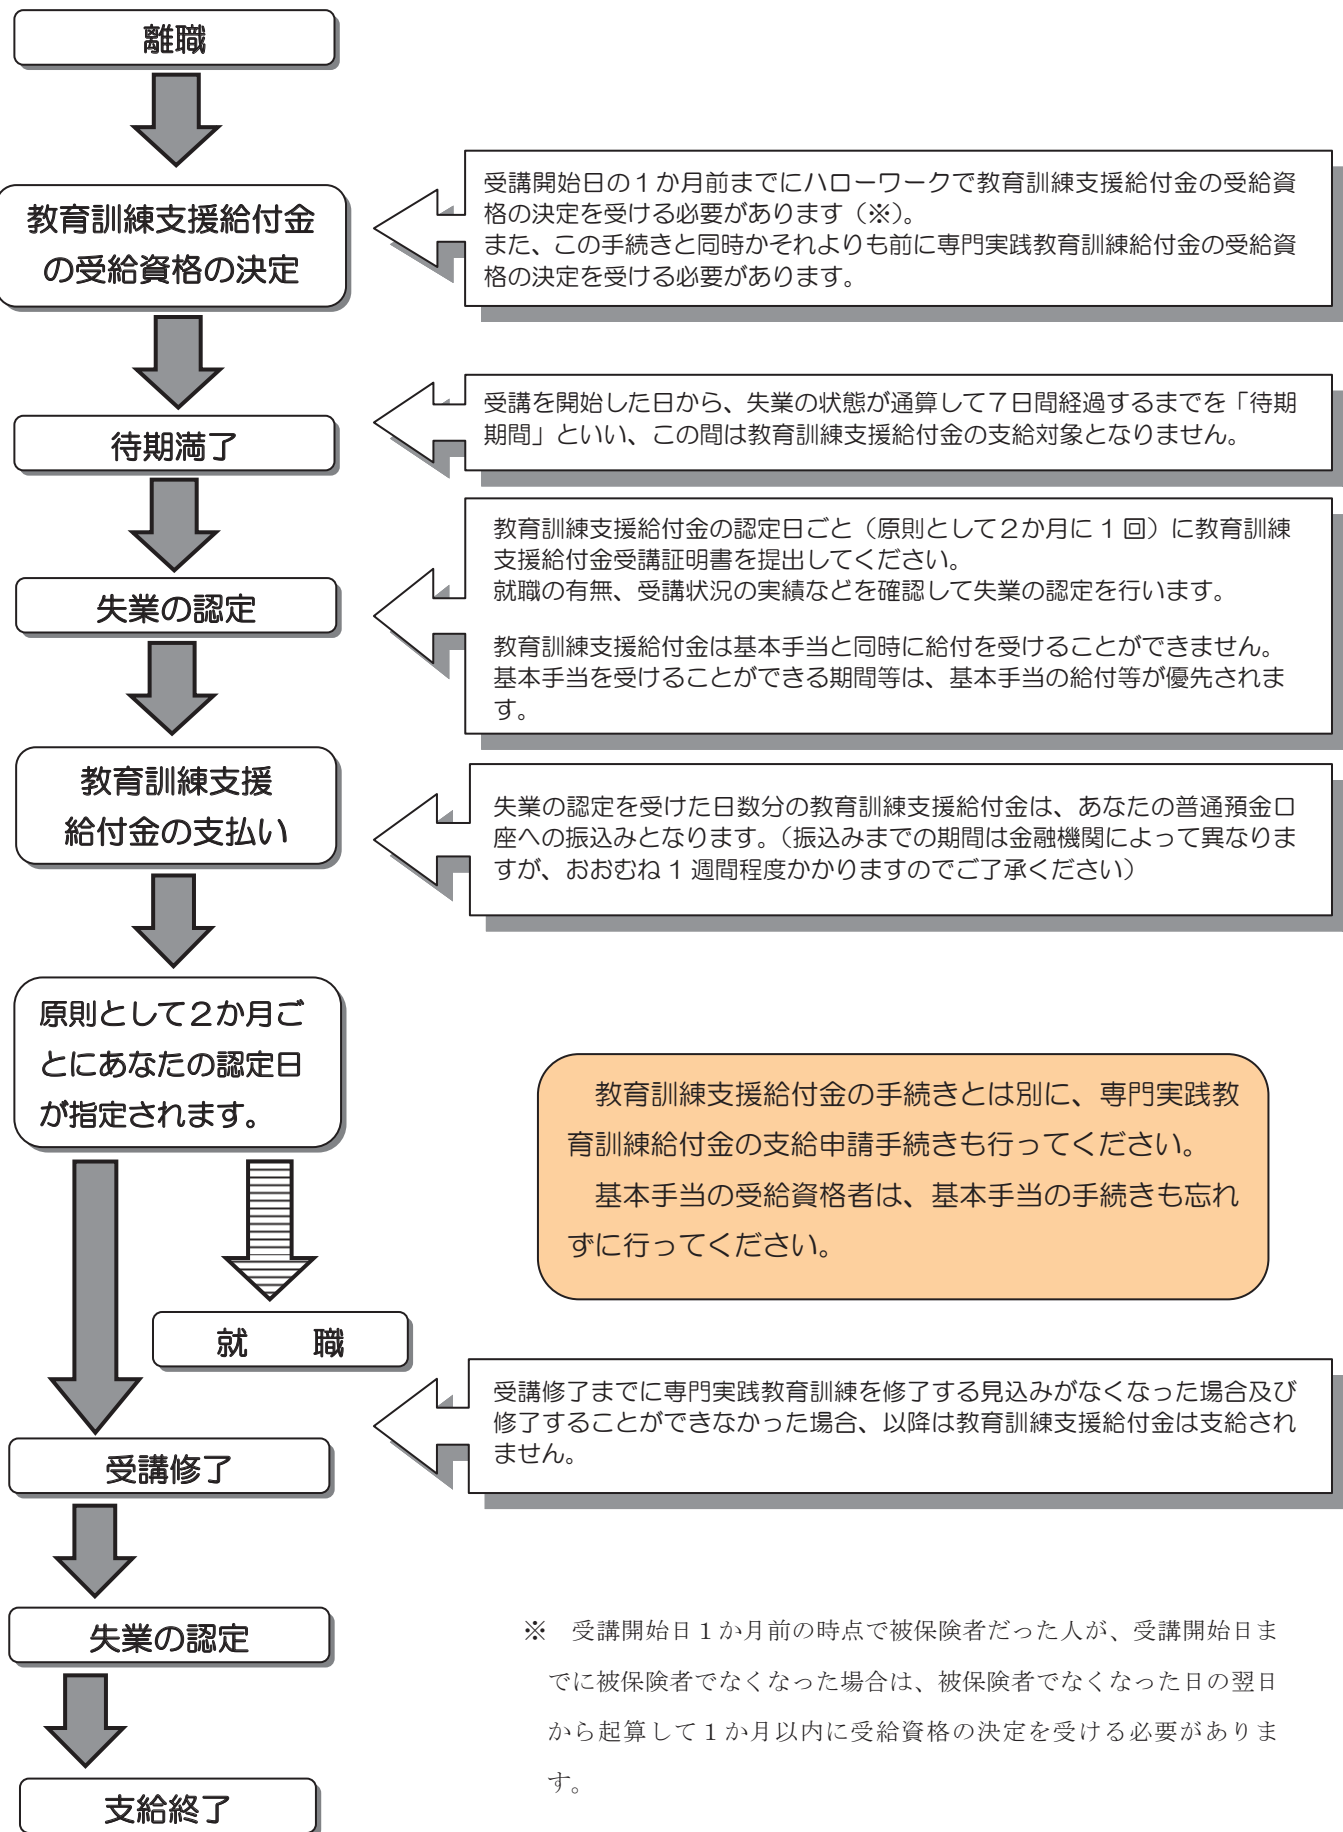 離職
教育訓練支援給付金
の受給資格の決定
受講開始日の１か月前までにハローワークで教育訓練支援給付金の受給資
格の決定を受ける必要があります（※）。
また、この手続きと同時かそれよりも前に専門実践教育訓練給付金の受給資
格の決定を受ける必要があります。
待期満了
受講を開始した日から、失業の状態が通算して７日間経過するまでを「待期
期間」といい、この間は教育訓練支援給付金の支給対象となりません。
失業の認定
教育訓練支援給付金の認定日ごと（原則として２か月に 1 回）に教育訓練
支援給付金受講証明書を提出してください。
就職の有無、受講状況の実績などを確認して失業の認定を行います。
教育訓練支援給付金は基本手当と同時に給付を受けることができません。
基本手当を受けることができる期間等は、基本手当の給付等が優先されま
す。
教育訓練支援
給付金の支払い
失業の認定を受けた日数分の教育訓練支援給付金は、あなたの普通預金口
座への振込みとなります。（振込みまでの期間は金融機関によって異なりま
すが、おおむね 1 週間程度かかりますのでご了承ください）
原則として２か月ご
とにあなたの認定日
が指定されます。
教育訓練支援給付金の手続きとは別に、専門実践教
育訓練給付金の支給申請手続きも行ってください。
基本手当の受給資格者は、基本手当の手続きも忘れ
ずに行ってください。
就　職
受講修了までに専門実践教育訓練を修了する見込みがなくなった場合及び
修了することができなかった場合、以降は教育訓練支援給付金は支給され
ません。
受講修了
失業の認定
※　受講開始日１か月前の時点で被保険者だった人が、受講開始日ま
でに被保険者でなくなった場合は、被保険者でなくなった日の翌日
から起算して１か月以内に受給資格の決定を受ける必要がありま
す。
支給終了